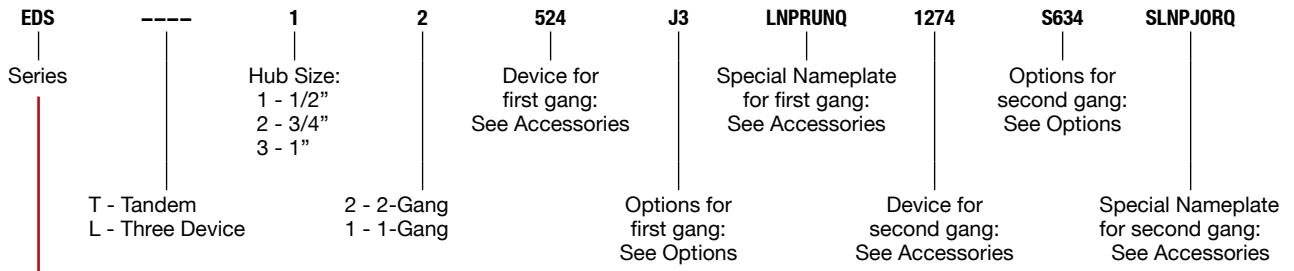 EDS ---- 1 2 524 J3 LNPRUNQ 1274 S634 SLNPJORQ
Series
Hub Size:
1 - 1/2”
2 - 3/4”
3 - 1”
Device for
first gang:
See Accessories
Special Nameplate
for first gang:
See Accessories
Options for
second gang:
See Options
T - Tandem
L - Three Device
2 - 2-Gang
1 - 1-Gang
Options for
first gang:
See Options
Device for
second gang:
See Accessories
Special Nameplate
for second gang:
See Accessories